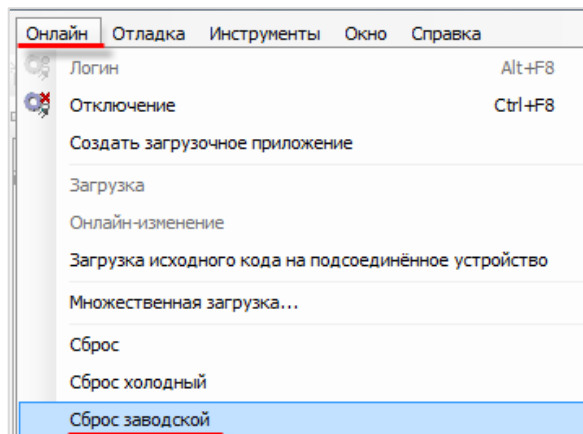 Онлайн Отладка Инструменты Окно Справка
Логин Alt+F8
Отключение Ctrl+F8
Создать загрузочное приложение
Загрузка
Онлайн-изменение
Загрузка исходного кода на подсоединённое устройство
Множественная загрузка...
Сброс
Сброс холодный
Сброс заводской